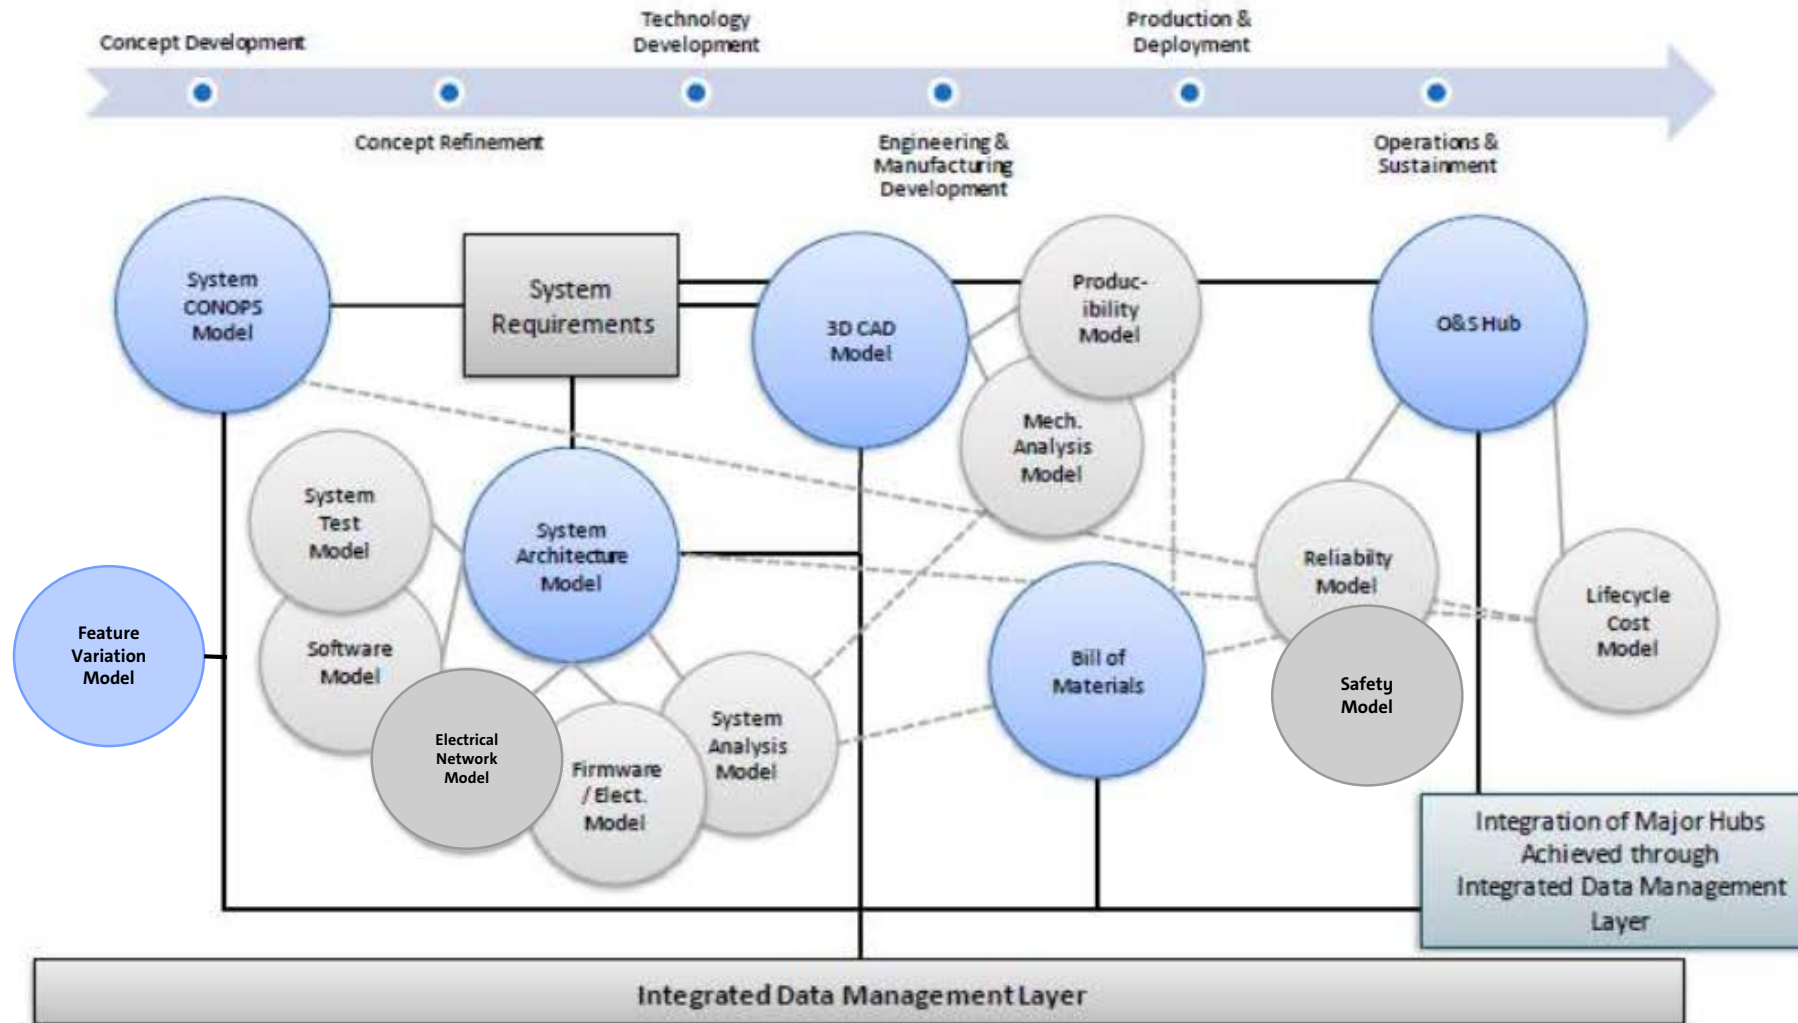 Technology
Development
Production &
Deployment
Concept Development
Concept Refinement
Engineering &
Manufacturing
Development
Operations &
Sustainment
System
CONOPS
Model
System
Requirements
3D CAD
Model
Produc-
ibility
Model
O&S Hub
Mech.
Analysis
Model
System
Test
Model
System
Architecture
Model
Reliabilty
Model
Lifecycle
Cost
Model
Feature
Variation
Model
Software
Model
Bill of
Materials
Safety
Model
Electrical
Network
Model
System
Analysis
Model
Firmware
/ Elect.
Model
Integration of Major Hubs
Achieved through
Integrated Data Management
Layer
Integrated Data Management Layer